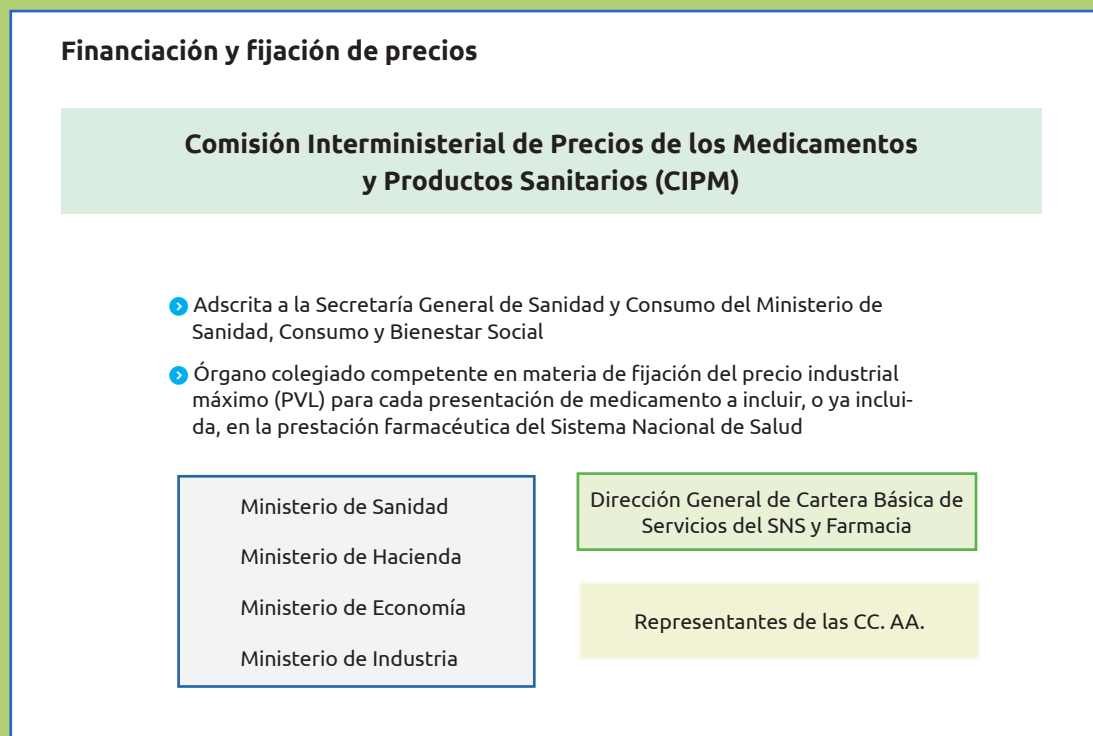 Financiación y fijación de precios
Comisión Interministerial de Precios de los Medicamentos
y Productos Sanitarios (CIPM)
Adscrita a la Secretaría General de Sanidad y Consumo del Ministerio de
Sanidad, Consumo y Bienestar Social
Órgano colegiado competente en materia de fijación del precio industrial
máximo (PVL) para cada presentación de medicamento a incluir, o ya inclui-
da, en la prestación farmacéutica del Sistema Nacional de Salud
Ministerio de Sanidad
Ministerio de Hacienda
Ministerio de Economía
Ministerio de Industria
Dirección General de Cartera Básica de
Servicios del SNS y Farmacia
Representantes de las CC. AA.